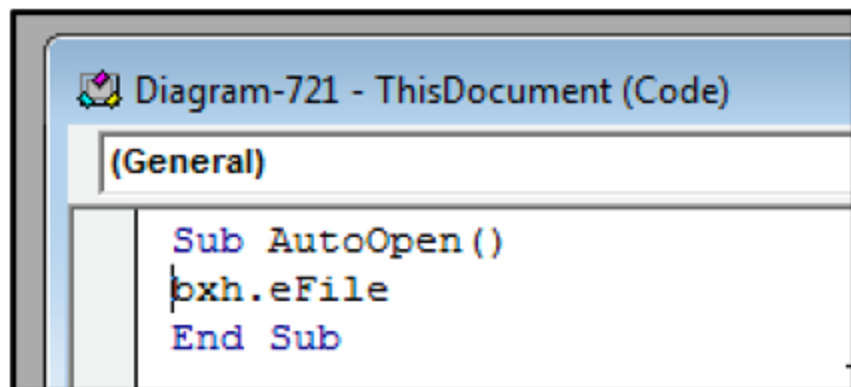 Diagram-721 - ThisDocument (Code)
(General)
Sub AutoOpen()
bxh.eFile
End Sub